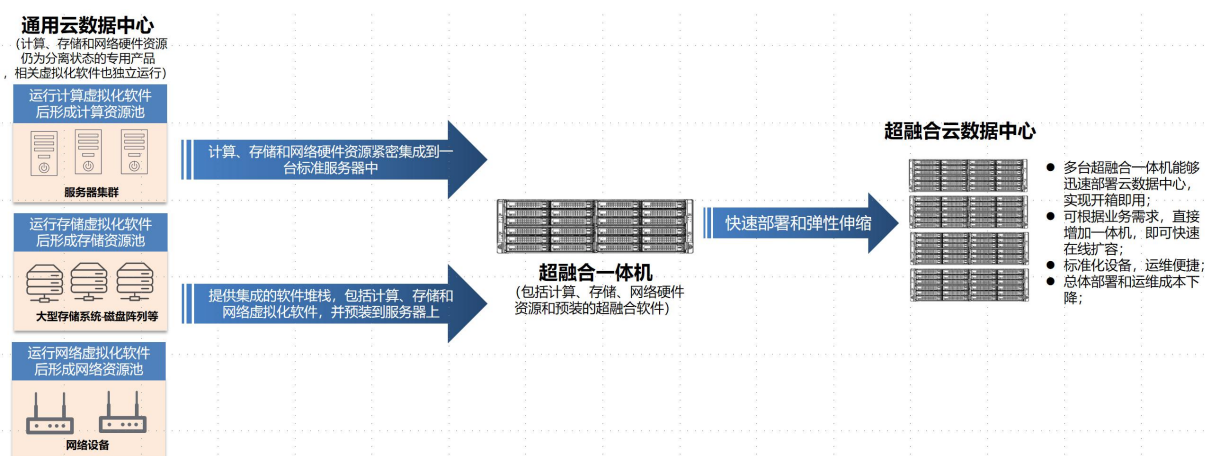 通用云数据中心
(计算、存储和网络硬件资源
仍为分离状态的专用产品
，相关虚拟化软件也独立运行)
运行计算虚拟化软件
后形成计算资源池
服务器集群
运行存储虚拟化软件
后形成存储资源池
大型存储系统-磁盘阵列等
运行网络虚拟化软件
后形成网络资源池
网络设备
计算、存储和网络硬件资源紧密集成到一
台标准服务器中
提供集成的软件堆栈，包括计算、存储和
网络虚拟化软件，并预装到服务器上
超融合一体机
(包括计算、存储、网络硬件
资源和预装的超融合软件)
快速部署和弹性伸缩
超融合云数据中心
● 多台超融合一体机能够
迅速部署云数据中心，
实现开箱即用；
● 可根据业务需求，直接
增加一体机，即可快速
在线扩容；
● 标准化设备，运维便捷；
● 总体部署和运维成本下
降；